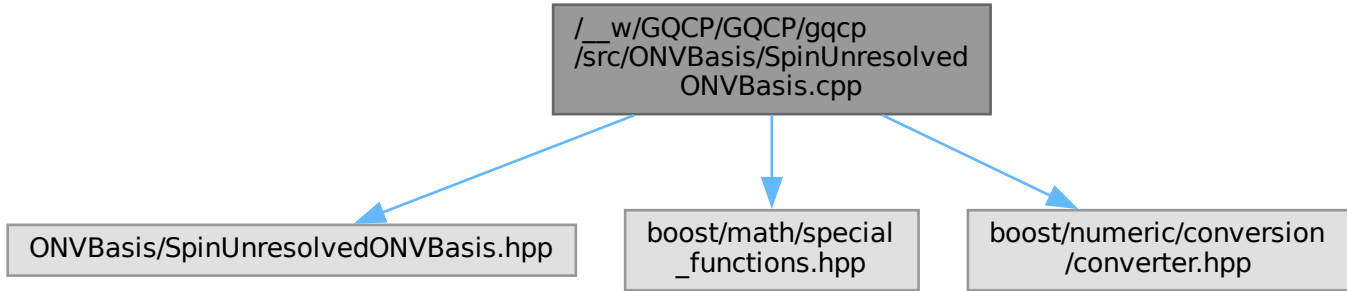 /__w/GQCP/GQCP/gqcp
/src/ONVBasis/SpinUnresolved
ONVBasis.cpp
ONVBasis/SpinUnresolvedONVBasis.hpp
boost/math/special
_functions.hpp
boost/numeric/conversion
/converter.hpp